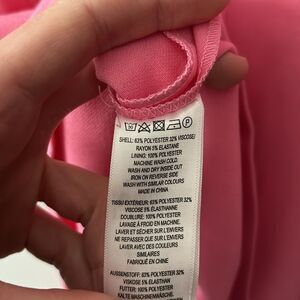 SHELL: 63% POLYESTER 32% VISCOSE/
RAYON 5% ELASTANE
LINING: 100% POLYESTER
MACHINE WASH COLD.
WASH AND DRY INSIDE OUT
IRON ON REVERSE SIDE
WASH WITH SIMILAR COLOURS
MADE IN CHINA
TISSU EXTÉRIEUR: 63% POLYESTER 32%
VISCOSE 5% ÉLASTHANNE
DOUBLURE: 100% POLYESTER
LAVAGE À FROID EN MACHINE.
LAVER ET SÉCHER SUR L'ENVERS
NE REPASSER QUE SUR L'ENVERS
LAVER AVEC DES COULEURS
SIMILAIRES
FABRIQUÉ EN CHINE
AUSSENSTOFF: 63% POLYESTER 32%
VISKOSE 5% ELASTHAN
FUTTER: 100% POLYESTER
KALTE MASCHINENWÄSCHE.